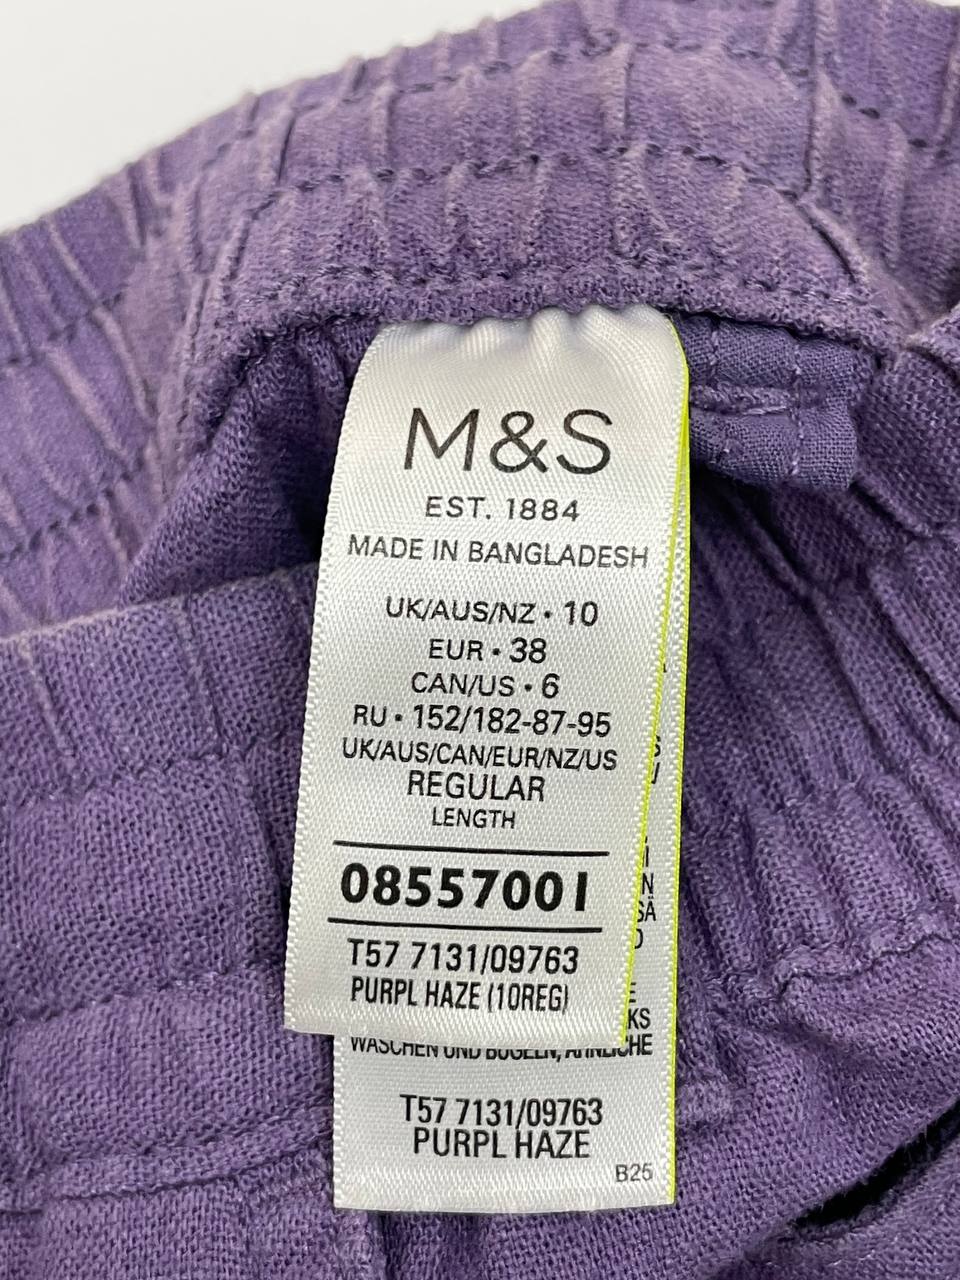 M&S
EST. 1884
MADE IN BANGLADESH
UK/AUS/NZ • 10
EUR • 38
CAN/US • 6
RU • 152/182-87-95
UK/AUS/CAN/EUR/NZ/US
REGULAR
LENGTH
08557001
T57 7131/09763
PURPL HAZE (10REG)
WASCHEN UND BÜGELN, ÄHNLICHE
T57 7131/09763
PURPL HAZE
B25